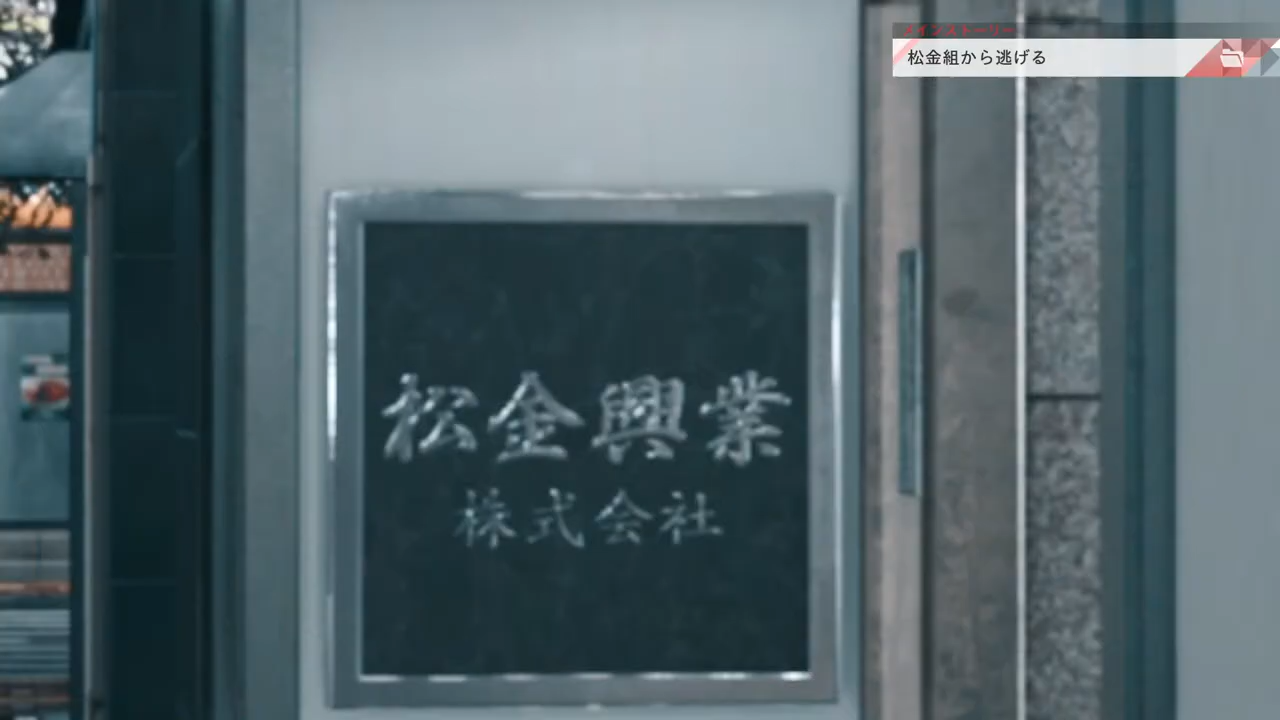 メインストーリー
松金組から逃げる
松金興業
株式会社